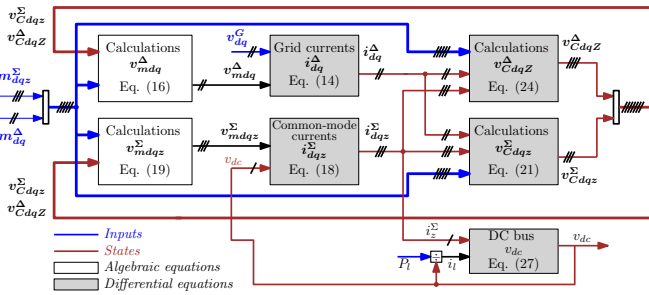 v^Σ_Cdqz
v^Δ_CdqZ
m^Σ_dqz
m^Δ_dq
v^Σ_Cdqz
v^Δ_CdqZ
Calculations
v^Δ_mdq
Eq. (16)
v^G_dq
v^Δ_mdq
Grid currents
i^Δ_dq
Eq. (14)
i^Δ_dq
Calculations
v^Δ_CdqZ
Eq. (24)
v^Δ_CdqZ
Calculations
v^Σ_mdqz
Eq. (19)
v^Σ_mdqz
v_dc
Common-mode
currents
i^Σ_dqz
Eq. (18)
i^Σ_dqz
Calculations
v^Σ_Cdqz
Eq. (21)
v^Σ_Cdqz
Inputs
States
Algebraic equations
Differential equations
i^Σ_z
P_l
÷
i_l
DC bus
v_dc
Eq. (27)
v_dc